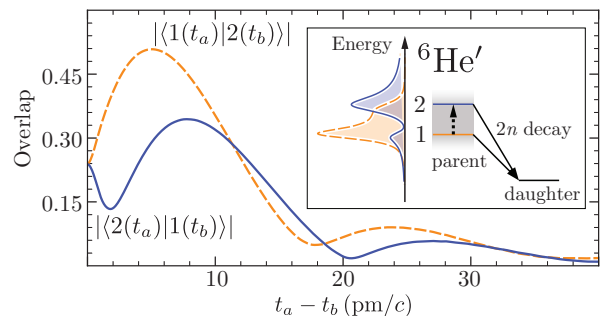 |⟨1(t_a)|2(t_b)⟩|
|⟨2(t_a)|1(t_b)⟩|
Overlap
0.45
0.30
0.15
10
20
30
t_a − t_b (pm/c)
Energy
⁶He′
2
1
2n decay
parent
daughter